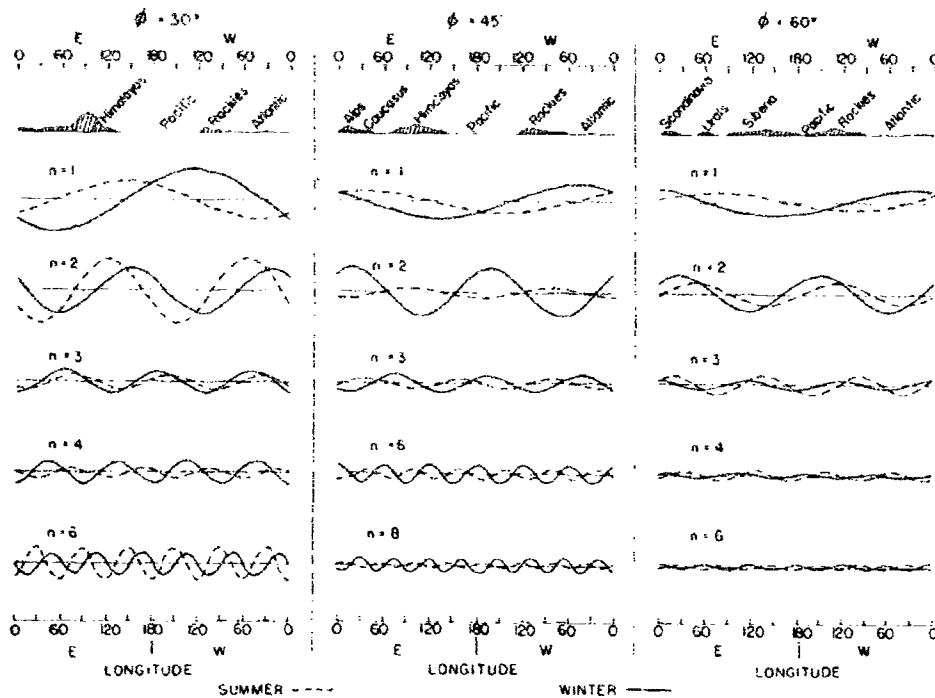 ϕ = 30° ϕ = 45° ϕ = 60°
E W E W E W
0 60 120 180 120 60 0 0 60 120 180 120 60 0 0 60 120 180 120 60 0
Himalayas Pacific Rockies Atlantic Alps Caucasus Himalayas Pacific Rockies Atlantic Scandinavia Urals Siberia Pacific Rockies Atlantic
n = 1 n = 1 n = 1
n = 2 n = 2 n = 2
n = 3 n = 3 n = 3
n = 4 n = 6 n = 4
n = 6 n = 8 n = 6
0 60 120 180 120 60 0 0 60 120 180 120 60 0 0 60 120 180 120 60 0
E W E W E W
LONGITUDE LONGITUDE LONGITUDE
SUMMER ---- WINTER ——